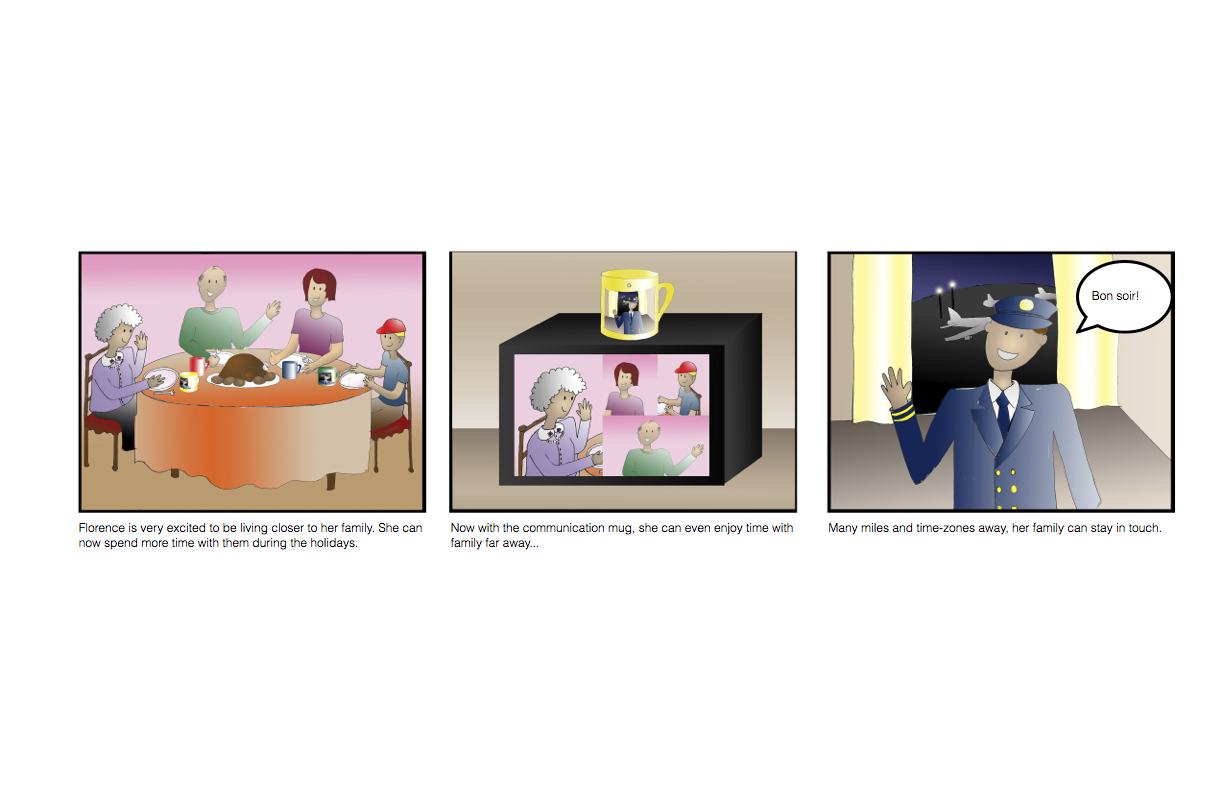 Bon soir!
Florence is very excited to be living closer to her family. She can
now spend more time with them during the holidays.
Now with the communication mug, she can even enjoy time with
family far away...
Many miles and time-zones away, her family can stay in touch.